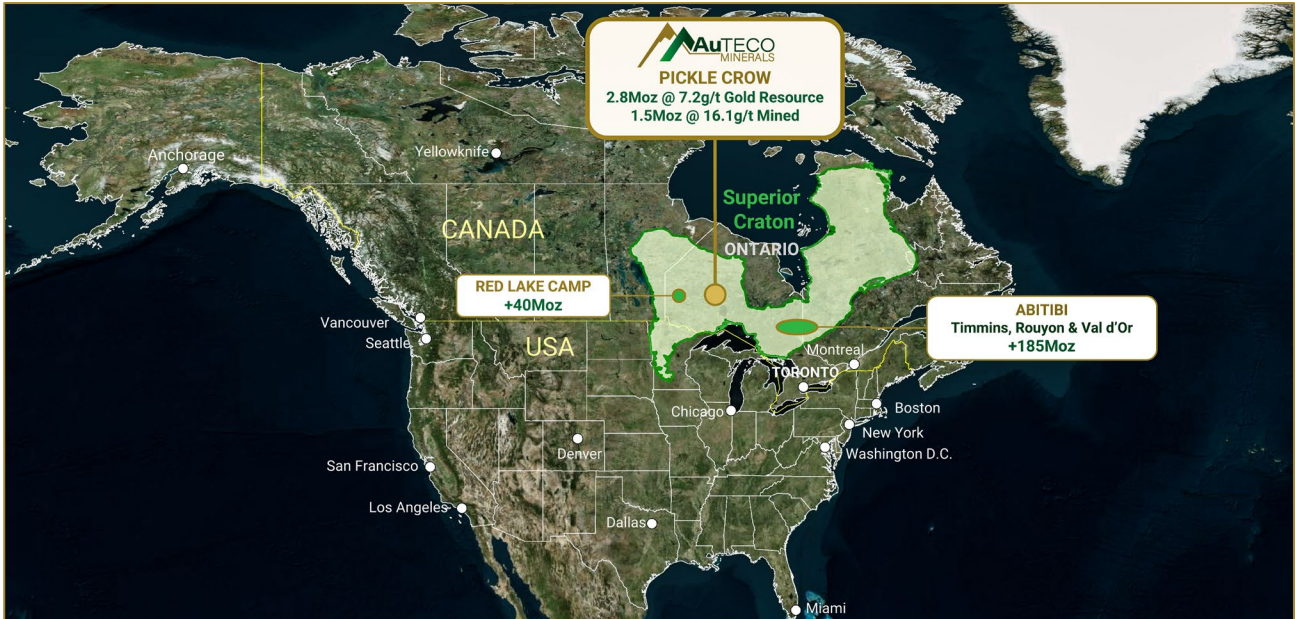 AuTECO
MINERALS
PICKLE CROW
2.8Moz @ 7.2g/t Gold Resource
1.5Moz @ 16.1g/t Mined
Anchorage
Yellowknife
CANADA
Superior
Craton
ONTARIO
RED LAKE CAMP
+40Moz
ABITIBI
Timmins, Rouyon & Val d'Or
+185Moz
Vancouver
Seattle
USA
Montreal
TORONTO
Chicago
Boston
New York
Washington D.C.
Denver
San Francisco
Los Angeles
Dallas
Miami